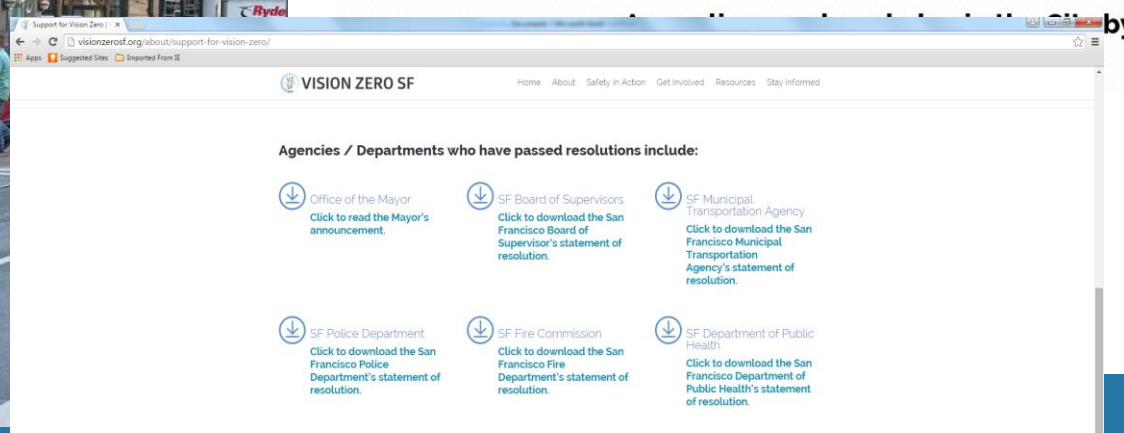 Ryde
by
Support for Vision Zero |
visionzerosf.org/about/support-for-vision-zero/
Apps Suggested Sites Imported From IE
VISION ZERO SF Home About Safety In Action Get Involved Resources Stay Informed
Agencies / Departments who have passed resolutions include:
Office of the Mayor
Click to read the Mayor's
announcement.
SF Board of Supervisors
Click to download the San
Francisco Board of
Supervisor's statement of
resolution.
SF Municipal
Transportation Agency
Click to download the San
Francisco Municipal
Transportation
Agency's statement of
resolution.
SF Police Department
Click to download the San
Francisco Police
Department's statement of
resolution.
SF Fire Commission
Click to download the San
Francisco Fire
Department's statement of
resolution.
SF Department of Public
Health
Click to download the San
Francisco Department of
Public Health's statement
of resolution.